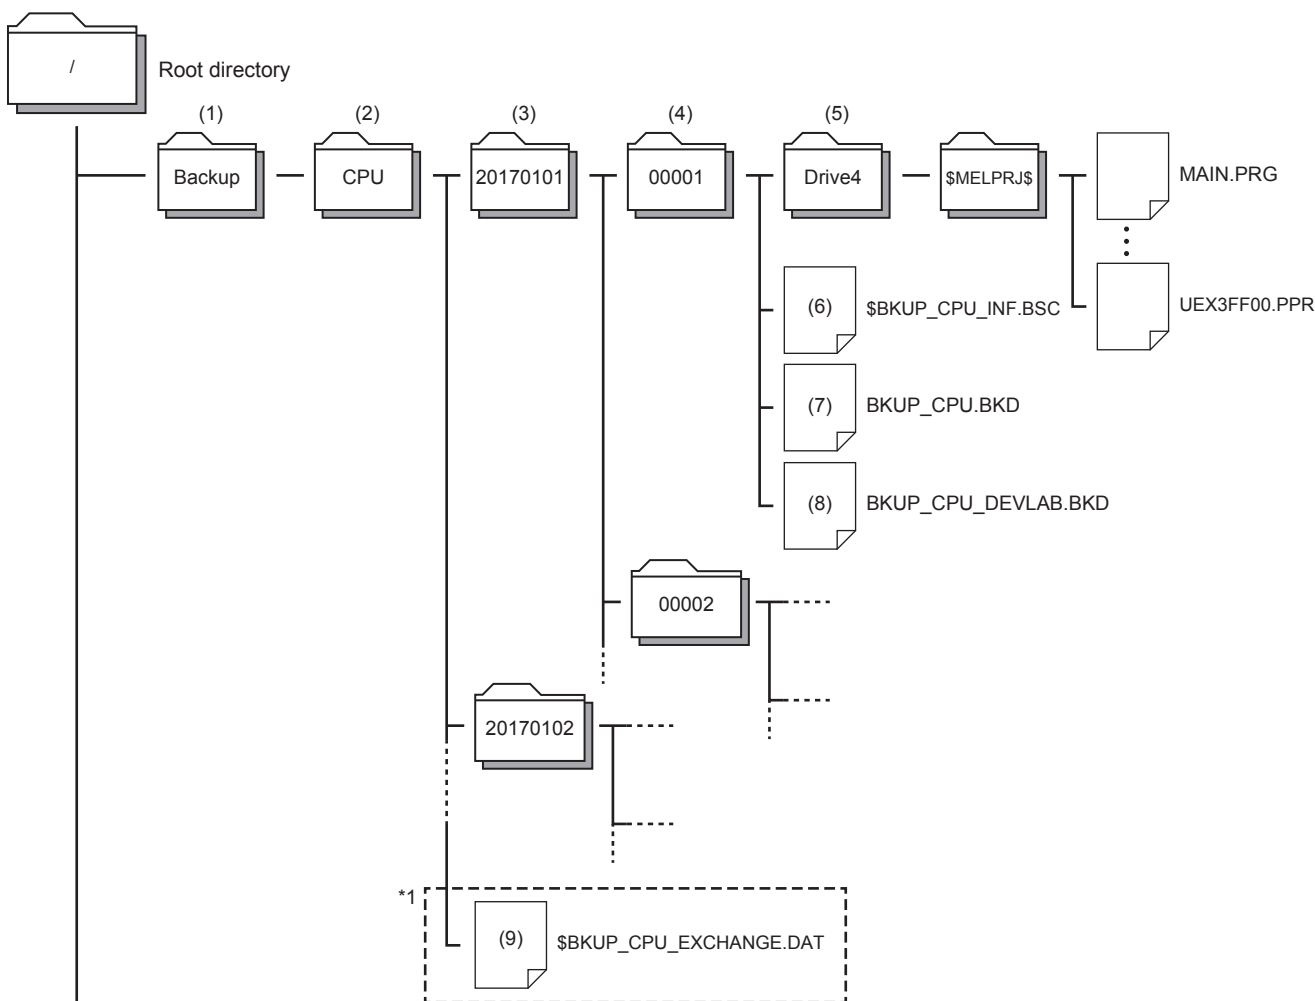 /
Root directory
(1)
(2)
(3)
(4)
(5)
Backup
CPU
20170101
00001
Drive4
$MELPRJ$
MAIN.PRG
(6)
$BKUP_CPU_INF.BSC
UEX3FF00.PPR
(7)
BKUP_CPU.BKD
(8)
BKUP_CPU_DEVLAB.BKD
00002
20170102
*1
(9)
$BKUP_CPU_EXCHANGE.DAT